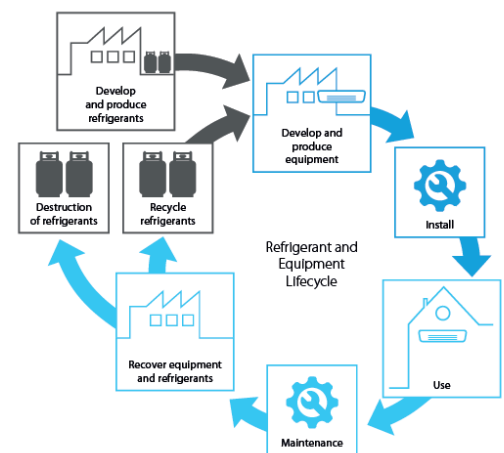 Develop
and produce
refrigerants
Develop and
produce
equipment
Destruction
of refrigerants
Recycle
refrigerants
Install
Refrigerant and
Equipment
Lifecycle
Recover equipment
and refrigerants
Use
Maintenance